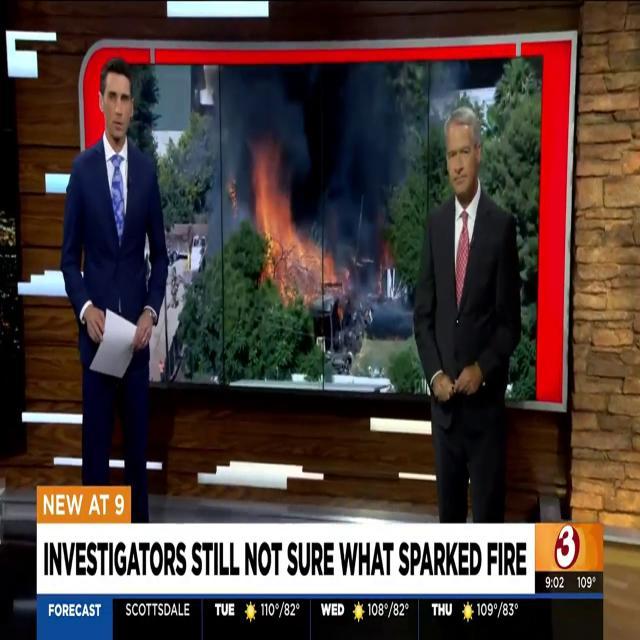 NEW AT 9
INVESTIGATORS STILL NOT SURE WHAT SPARKED FIRE
3
9:02 109°
FORECAST SCOTTSDALE TUE 110°/82° WED 108°/82° THU 109°/83°